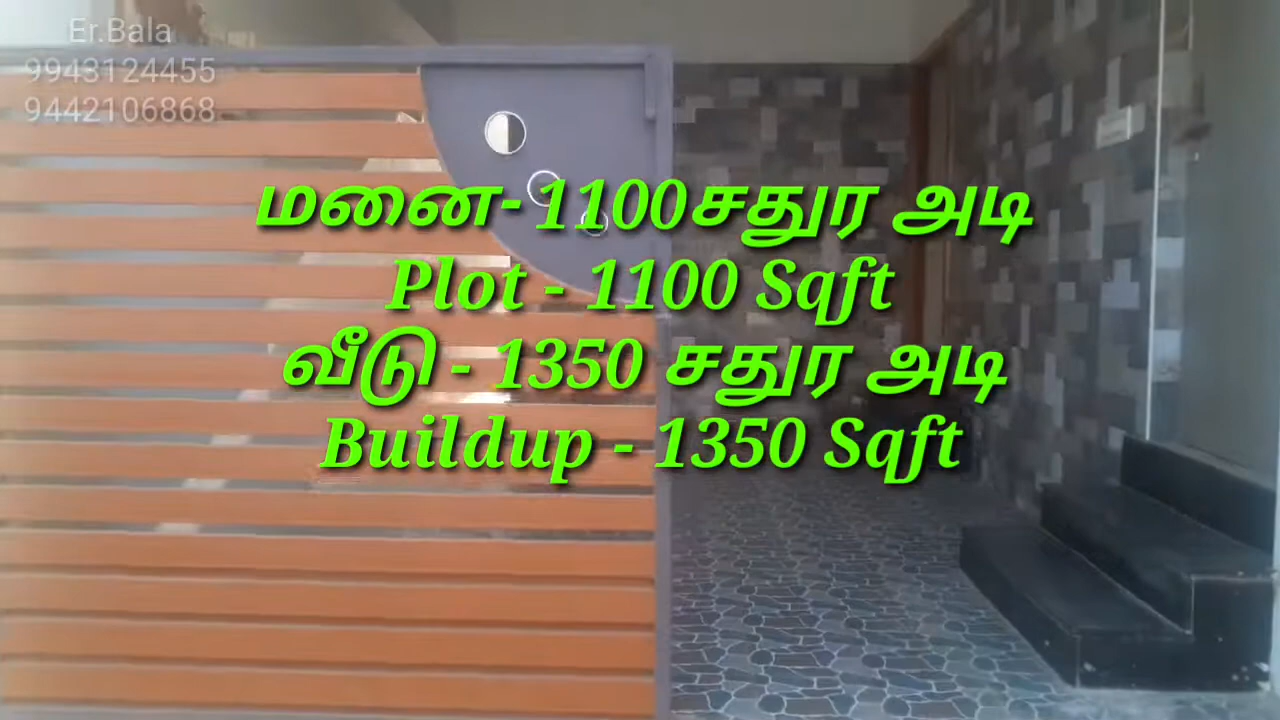 Er.Bala
9943124455
9442106868
மனை- 1100சதுர அடி
Plot - 1100 Sqft
வீடு - 1350 சதுர அடி
Buildup - 1350 Sqft